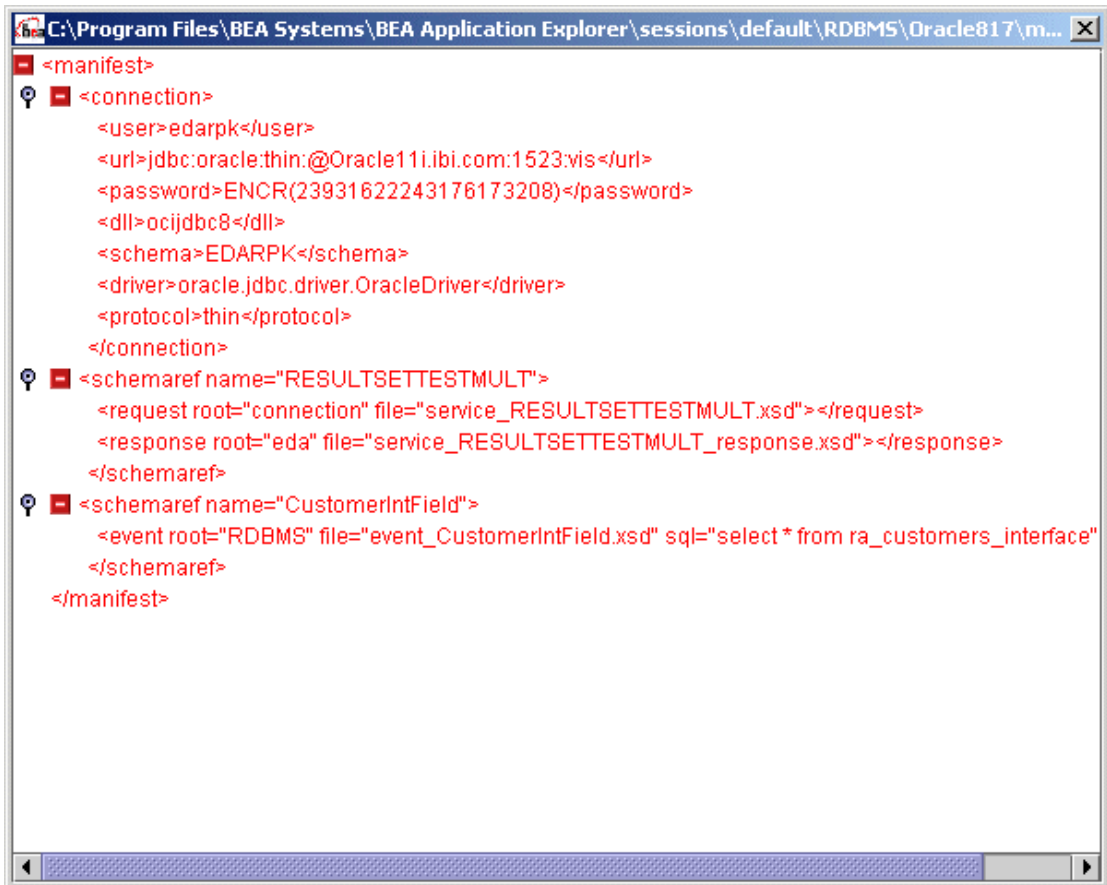 bea C:\Program Files\BEA Systems\BEA Application Explorer\sessions\default\RDBMS\Oracle817\m...
<manifest>
<connection>
<user>edarpk</user>
<url>jdbc:oracle:thin:@Oracle11i.ibi.com:1523:vis</url>
<password>ENCR(23931622243176173208)</password>
<dll>ocijdbc8</dll>
<schema>EDARPK</schema>
<driver>oracle.jdbc.driver.OracleDriver</driver>
<protocol>thin</protocol>
</connection>
<schemaref name="RESULTSETTESTMULT">
<request root="connection" file="service_RESULTSETTESTMULT.xsd"></request>
<response root="eda" file="service_RESULTSETTESTMULT_response.xsd"></response>
</schemaref>
<schemaref name="CustomerIntField">
<event root="RDBMS" file="event_CustomerIntField.xsd" sql="select * from ra_customers_interface"
</schemaref>
</manifest>